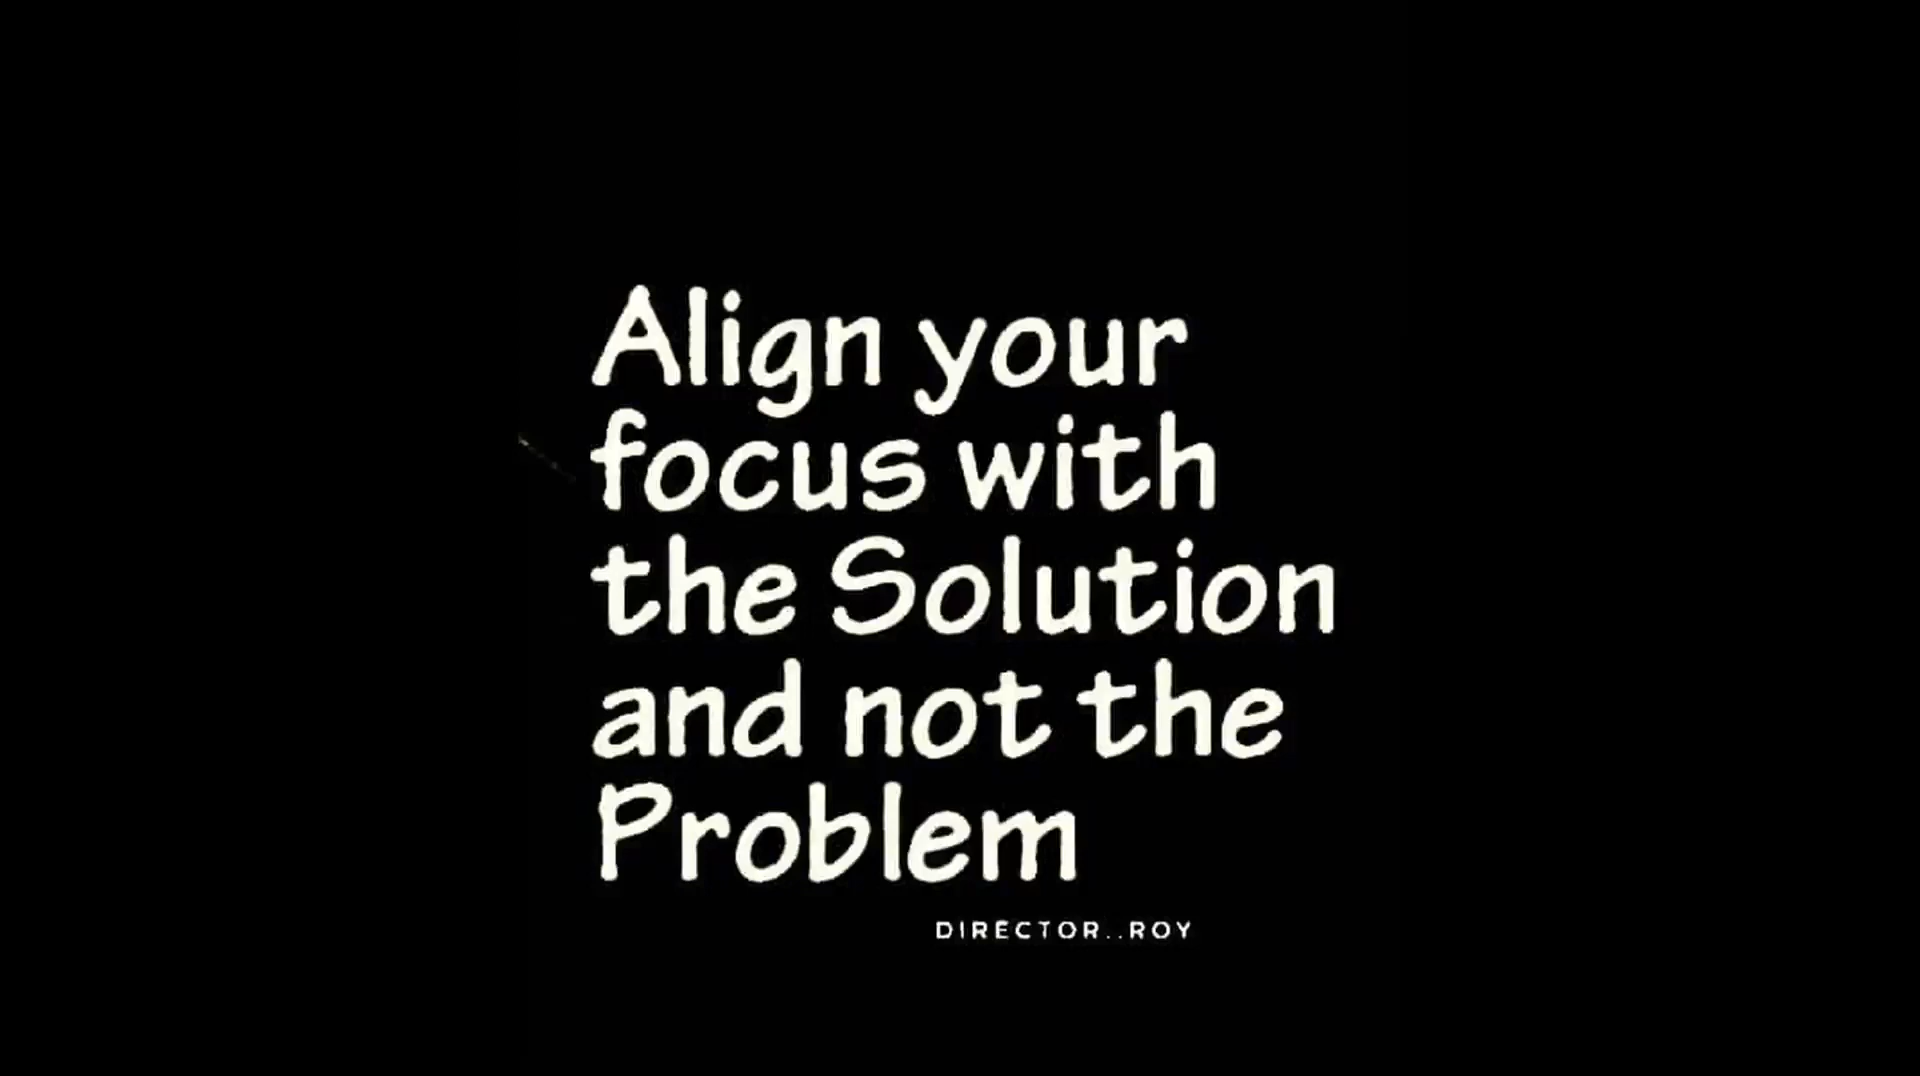 Align your
focus with
the Solution
and not the
Problem
DIRECTOR..ROY